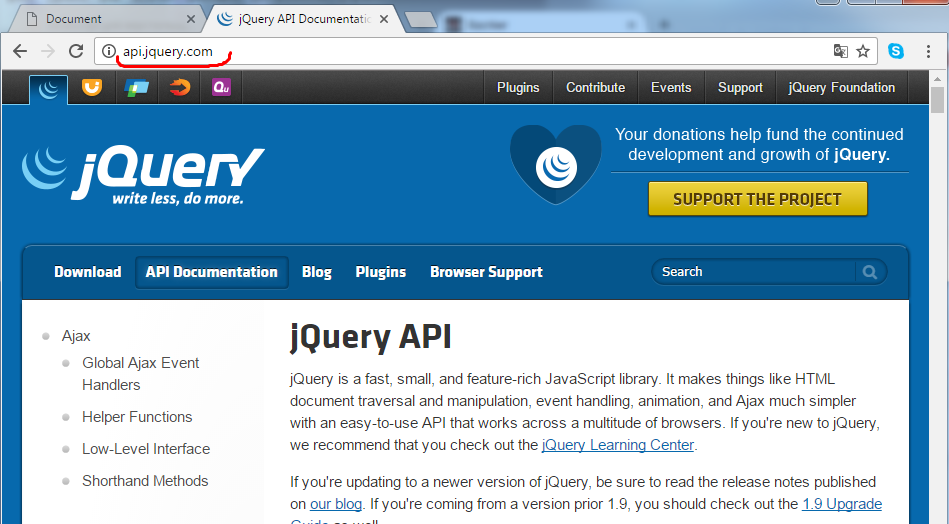 Document
jQuery API Documentatic
api.jquery.com
Qu
Plugins
Contribute
Events
Support
jQuery Foundation
jQuery
write less, do more.
Your donations help fund the continued
development and growth of jQuery.
SUPPORT THE PROJECT
Download
API Documentation
Blog
Plugins
Browser Support
Search
Ajax
Global Ajax Event
Handlers
Helper Functions
Low-Level Interface
Shorthand Methods
jQuery API
jQuery is a fast, small, and feature-rich JavaScript library. It makes things like HTML
document traversal and manipulation, event handling, animation, and Ajax much simpler
with an easy-to-use API that works across a multitude of browsers. If you're new to jQuery,
we recommend that you check out the jQuery Learning Center.
If you're updating to a newer version of jQuery, be sure to read the release notes published
on our blog. If you're coming from a version prior 1.9, you should check out the 1.9 Upgrade
Guide as well.